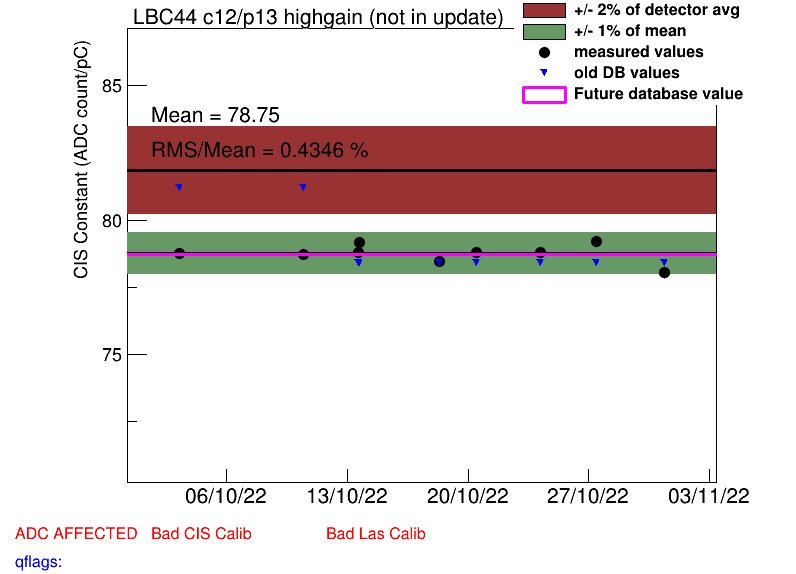 LBC44 c12/p13 highgain (not in update)
+/- 2% of detector avg
+/- 1% of mean
measured values
old DB values
Future database value
CIS Constant (ADC count/pC)
85
80
75
Mean = 78.75
RMS/Mean = 0.4346 %
06/10/22 13/10/22 20/10/22 27/10/22 03/11/22
ADC AFFECTED Bad CIS Calib Bad Las Calib
qflags: